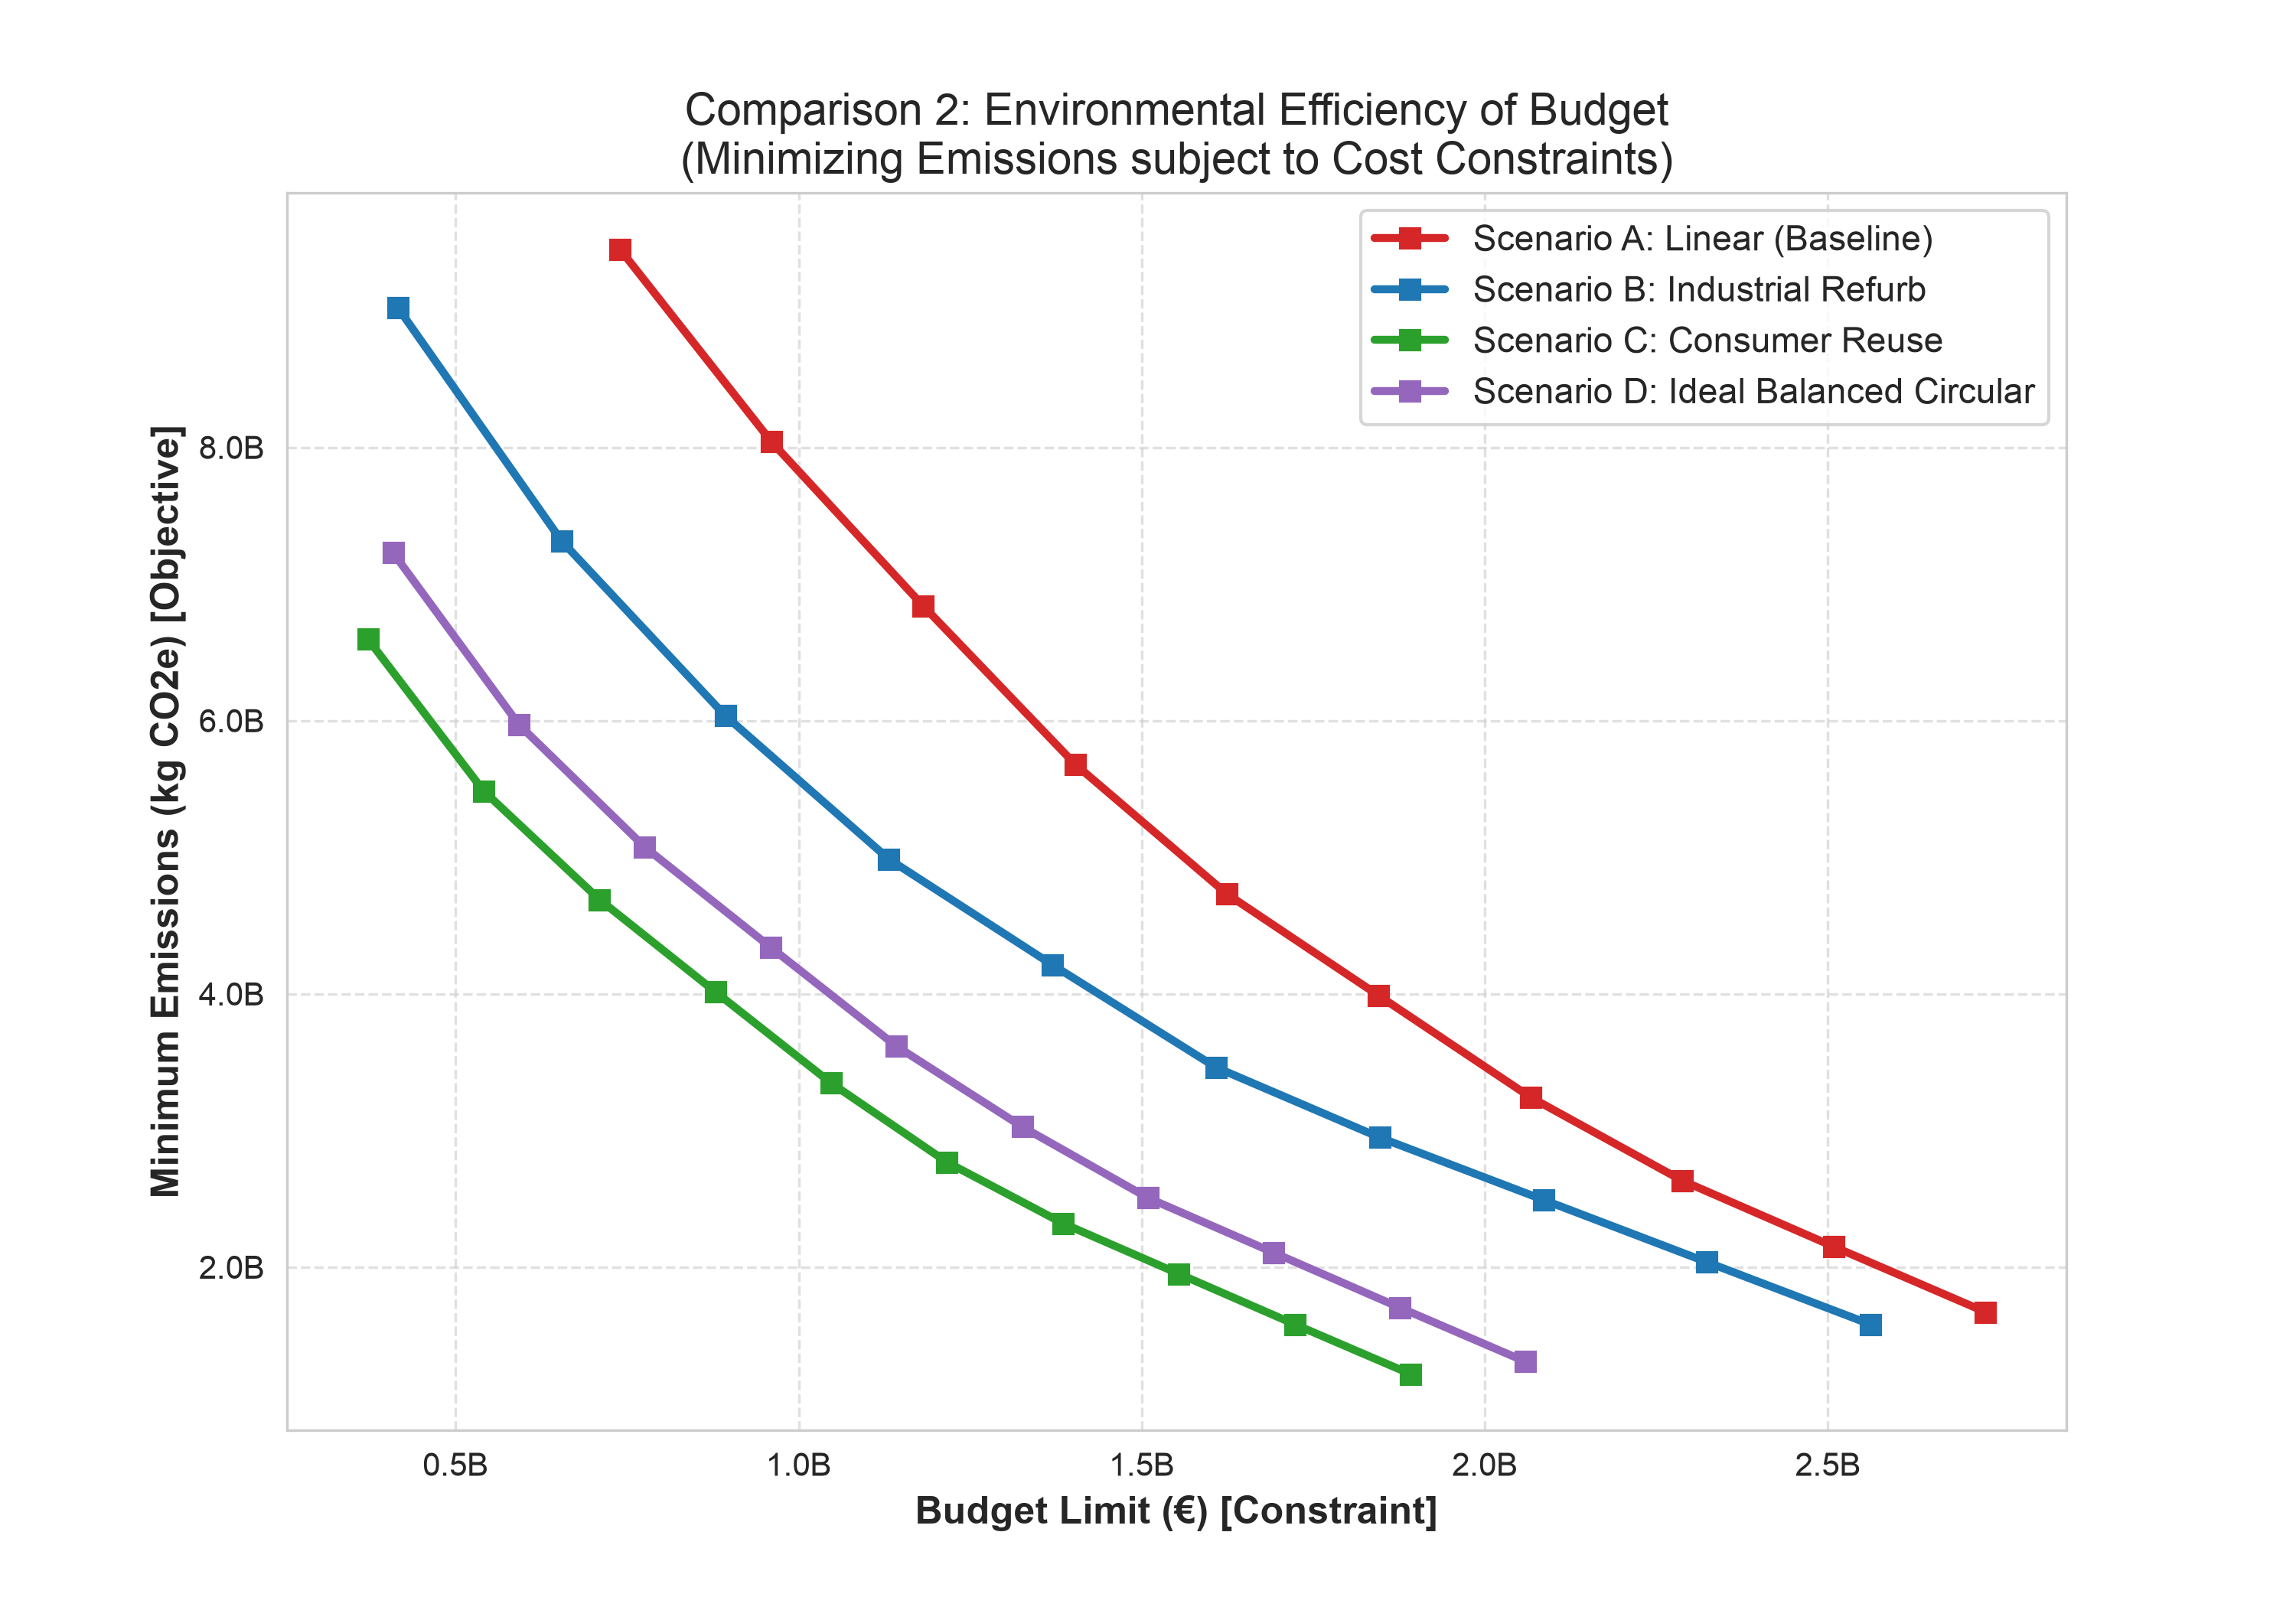 Comparison 2: Environmental Efficiency of Budget
(Minimizing Emissions subject to Cost Constraints)
Scenario A: Linear (Baseline)
Scenario B: Industrial Refurb
Scenario C: Consumer Reuse
Scenario D: Ideal Balanced Circular
Minimum Emissions (kg CO2e) [Objective]
8.0B
6.0B
4.0B
2.0B
0.5B
1.0B
1.5B
2.0B
2.5B
Budget Limit (€) [Constraint]